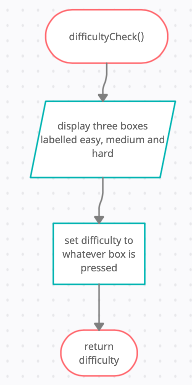 difficultyCheck()
display three boxes
labelled easy, medium and
hard
set difficulty to
whatever box is
pressed
return
difficulty